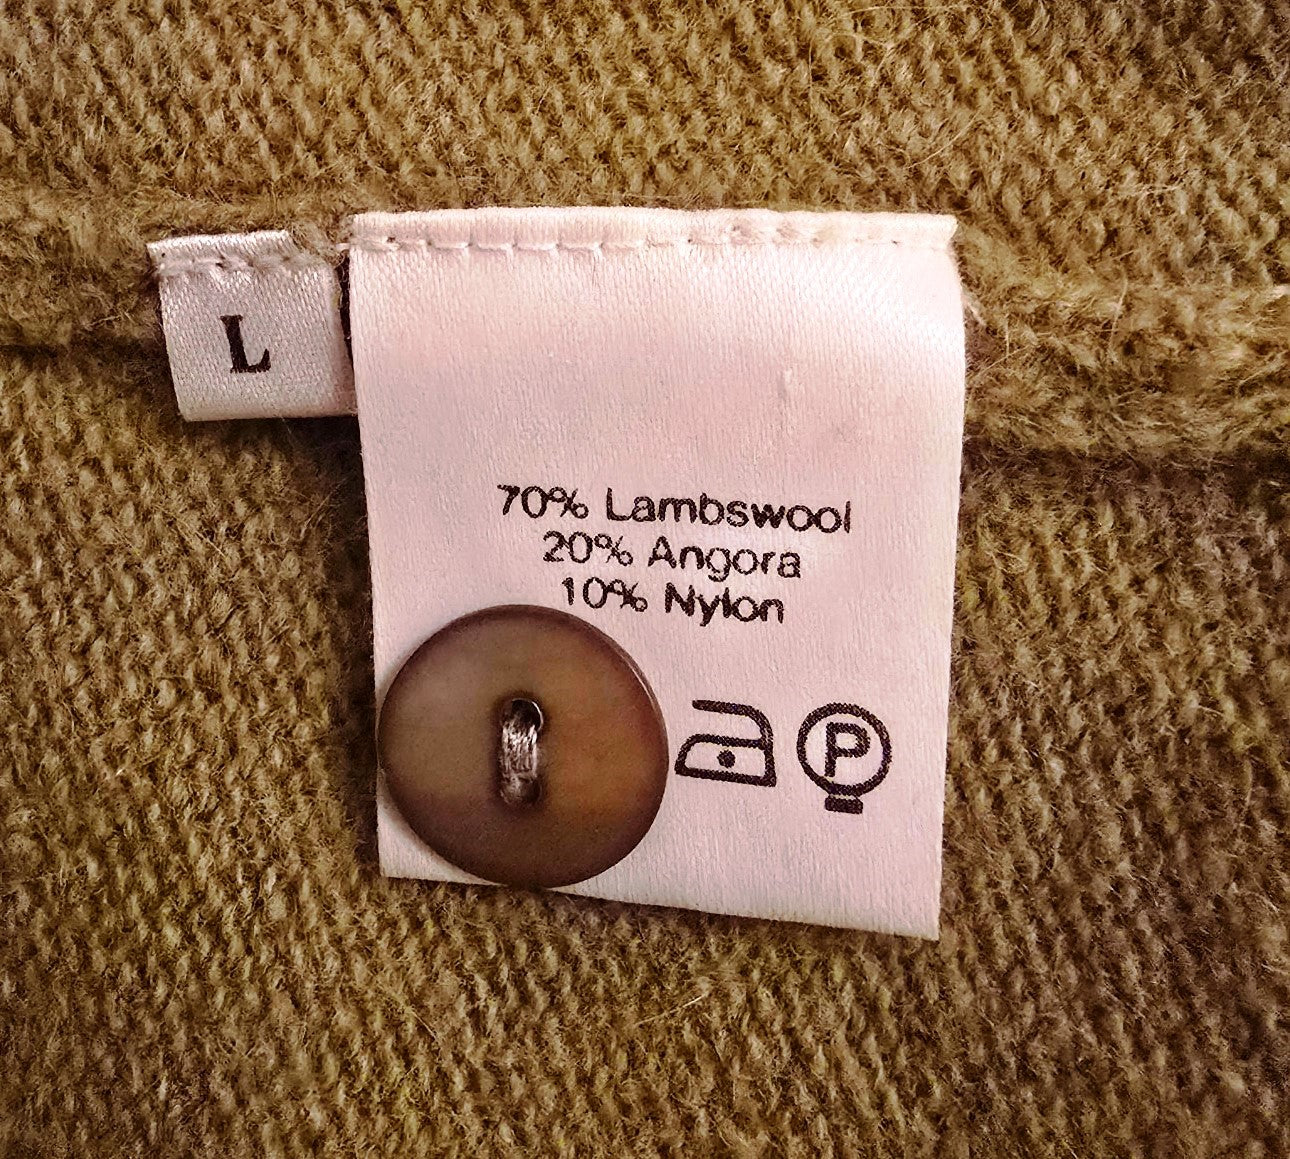 L
70% Lambswool
20% Angora
10% Nylon
P